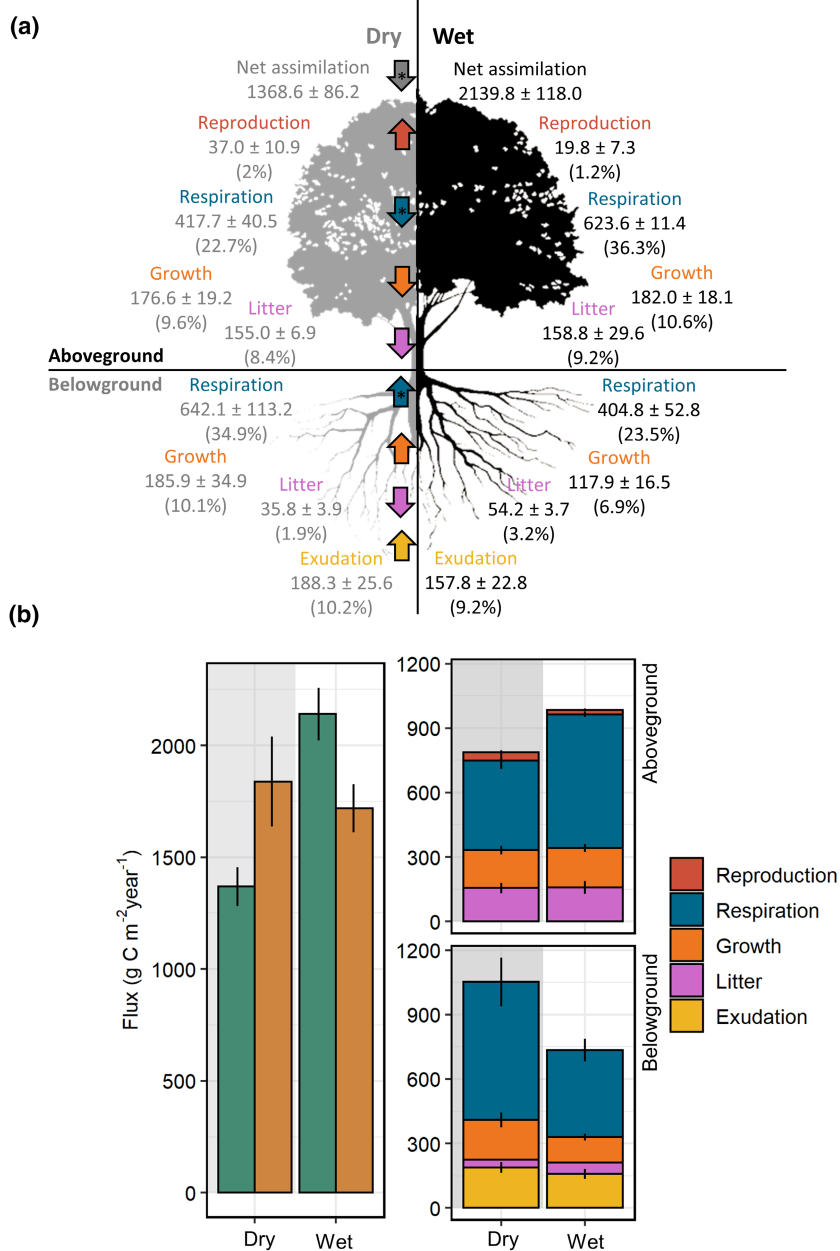 (a)
Dry Wet
Net assimilation
1368.6 ± 86.2
*
Net assimilation
2139.8 ± 118.0
Reproduction
37.0 ± 10.9
(2%)
Reproduction
19.8 ± 7.3
(1.2%)
Respiration
417.7 ± 40.5
(22.7%)
*
Respiration
623.6 ± 11.4
(36.3%)
Growth
176.6 ± 19.2
(9.6%)
Growth
182.0 ± 18.1
(10.6%)
Litter
155.0 ± 6.9
(8.4%)
Litter
158.8 ± 29.6
(9.2%)
Aboveground
Belowground
Respiration
642.1 ± 113.2
(34.9%)
*
Respiration
404.8 ± 52.8
(23.5%)
Growth
185.9 ± 34.9
(10.1%)
Growth
117.9 ± 16.5
(6.9%)
Litter
35.8 ± 3.9
(1.9%)
Litter
54.2 ± 3.7
(3.2%)
Exudation
188.3 ± 25.6
(10.2%)
Exudation
157.8 ± 22.8
(9.2%)
(b)
Flux (g C m⁻²year⁻¹)
2000
1500
1000
500
0
Dry Wet
1200
900
600
300
0
Aboveground
1200
900
600
300
0
Belowground
Dry Wet
Reproduction
Respiration
Growth
Litter
Exudation